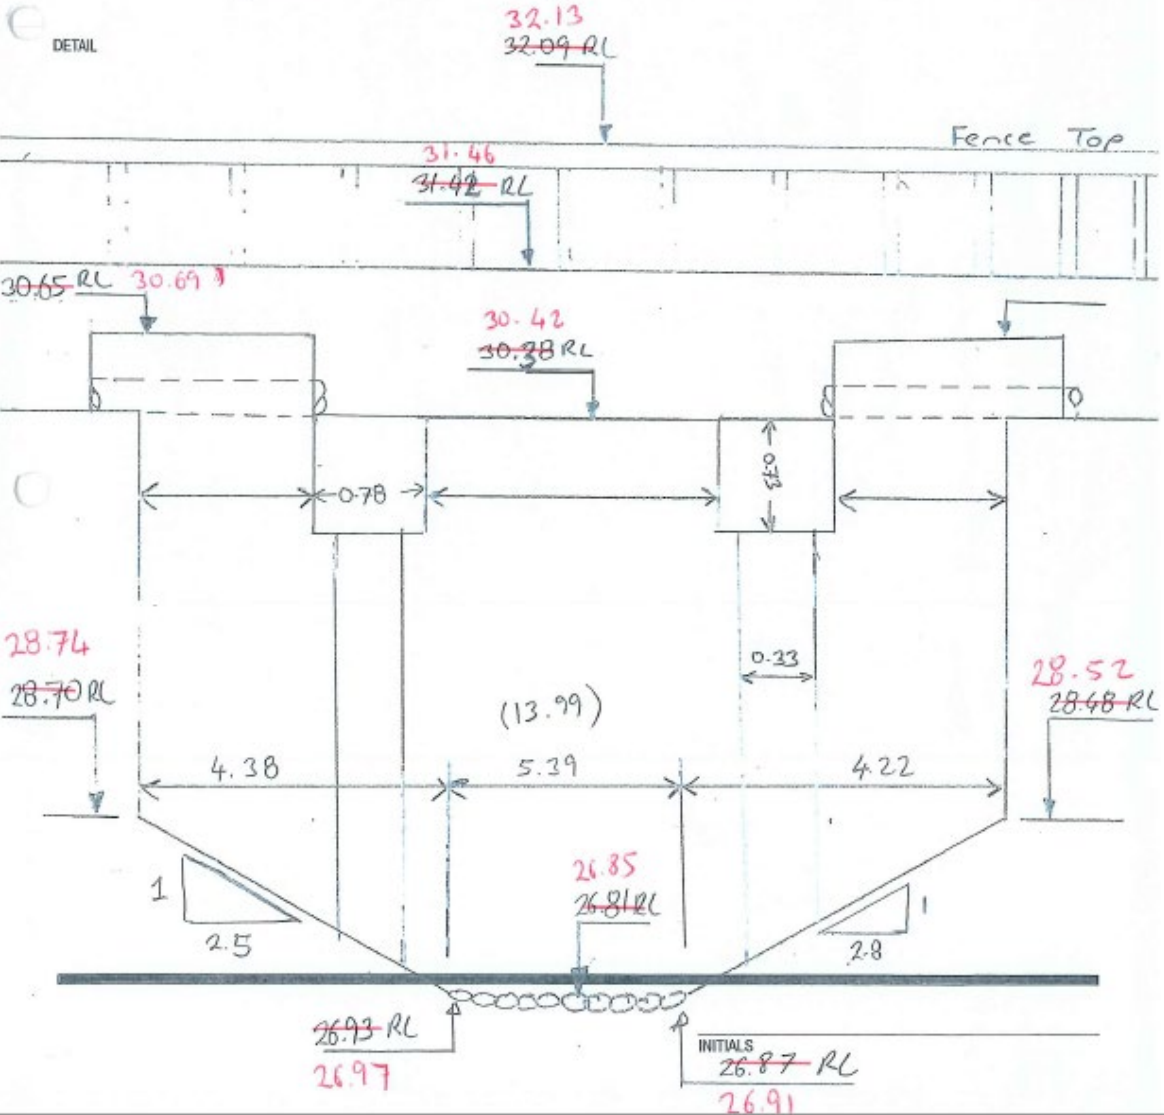 32.13
32.09 RL
DETAIL
Fence Top
31.46
31.42 RL
30.65 RL 30.69
30.42
30.38 RL
0.78
0.73
28.74
28.70 RL
0.33
28.52
28.48 RL
(13.99)
4.38
5.39
4.22
26.85
26.81 RL
1
2.5
1
2.8
26.93 RL
26.97
INITIALS
26.87 RL
26.91